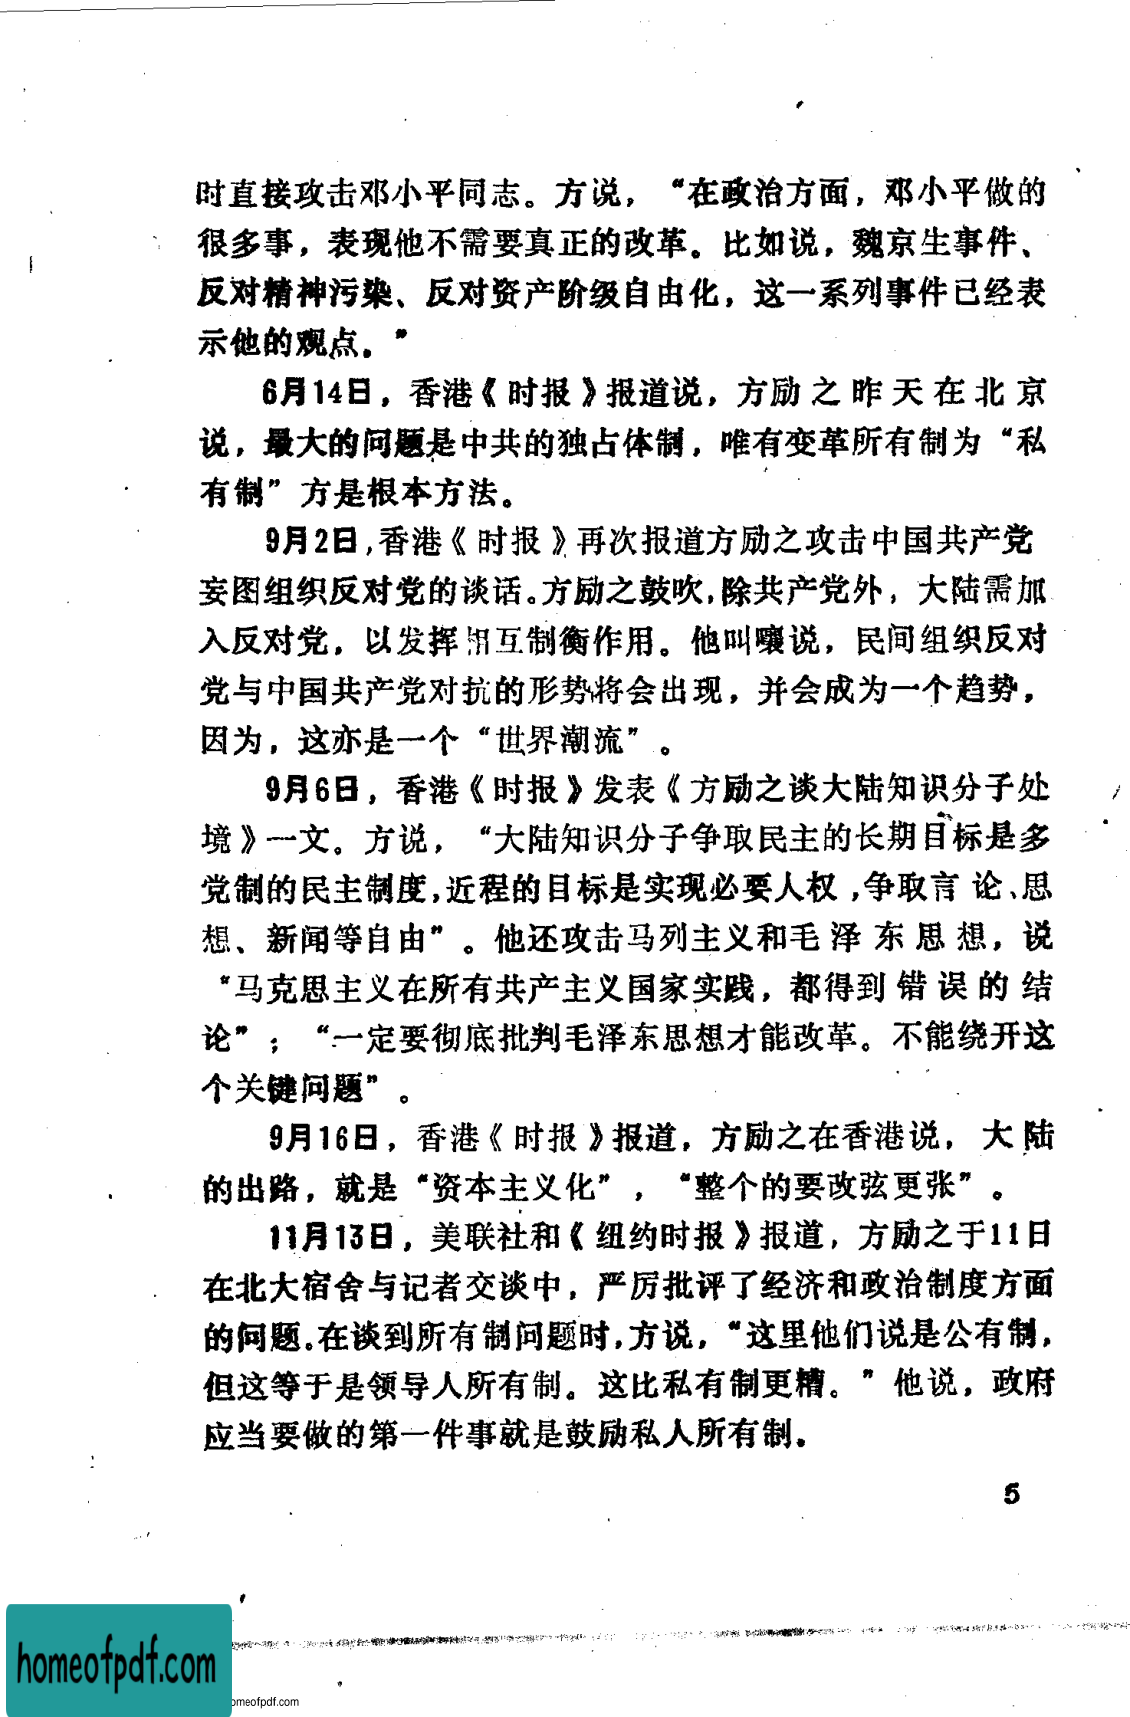 时直接攻击邓小平同志。方说，“在政治方面，邓小平做的
很多事，表现他不需要真正的改革。比如说，魏京生事件、
反对精神污染、反对资产阶级自由化，这一系列事件已经表
示他的观点。”
6月14日，香港《时报》报道说，方励之昨天在北京
说，最大的问题是中共的独占体制，唯有变革所有制为“私
有制”方是根本方法。
9月2日，香港《时报》再次报道方励之攻击中国共产党
妄图组织反对党的谈话。方励之鼓吹，除共产党外，大陆需加
入反对党，以发挥相互制衡作用。他叫嚷说，民间组织反对
党与中国共产党对抗的形势将会出现，并会成为一个趋势，
因为，这亦是一个“世界潮流”。
9月6日，香港《时报》发表《方励之谈大陆知识分子处
境》一文。方说，“大陆知识分子争取民主的长期目标是多
党制的民主制度，近程的目标是实现必要人权，争取言论、思
想、新闻等自由”。他还攻击马列主义和毛泽东思想，说
“马克思主义在所有共产主义国家实践，都得到错误的结
论”；“一定要彻底批判毛泽东思想才能改革。不能绕开这
个关键问题”。
9月16日，香港《时报》报道，方励之在香港说，大陆
的出路，就是“资本主义化”，“整个的要改弦更张”。
11月13日，美联社和《纽约时报》报道，方励之于11日
在北大宿舍与记者交谈中，严厉批评了经济和政治制度方面
的问题。在谈到所有制问题时，方说，“这里他们说是公有制，
但这等于是领导人所有制。这比私有制更糟。”他说，政府
应当要做的第一件事就是鼓励私人所有制。
5
homeofpdf.com
omeofpdf.com